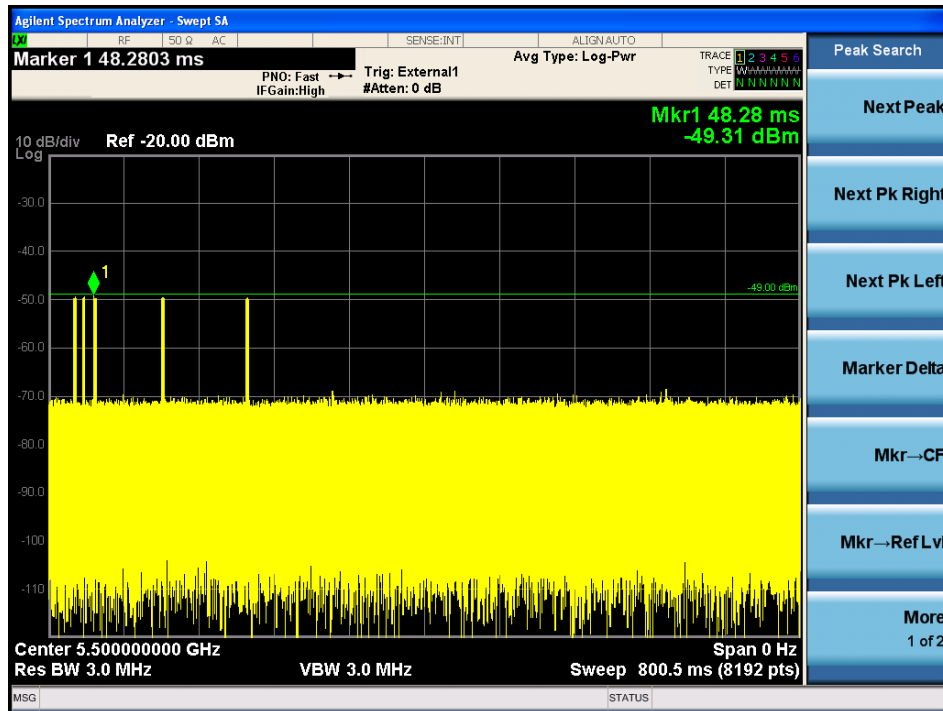 Agilent Spectrum Analyzer - Swept SA
LXI RF 50 Ω AC SENSE:INT ALIGN AUTO
Marker 1 48.2803 ms
PNO: Fast
IFGain:High
Trig: External1
#Atten: 0 dB
Avg Type: Log-Pwr
TRACE 1 2 3 4 5 6
TYPE W
DET N N N N N N
Mkr1 48.28 ms
-49.31 dBm
10 dB/div Ref -20.00 dBm
Log
-30.0
-40.0
1
-49.00 dBm
-50.0
-60.0
-70.0
-80.0
-90.0
-100
-110
Center 5.500000000 GHz Span 0 Hz
Res BW 3.0 MHz VBW 3.0 MHz Sweep 800.5 ms (8192 pts)
MSG STATUS
Peak Search
Next Peak
Next Pk Right
Next Pk Left
Marker Delta
Mkr→CF
Mkr→Ref Lvl
More
1 of 2